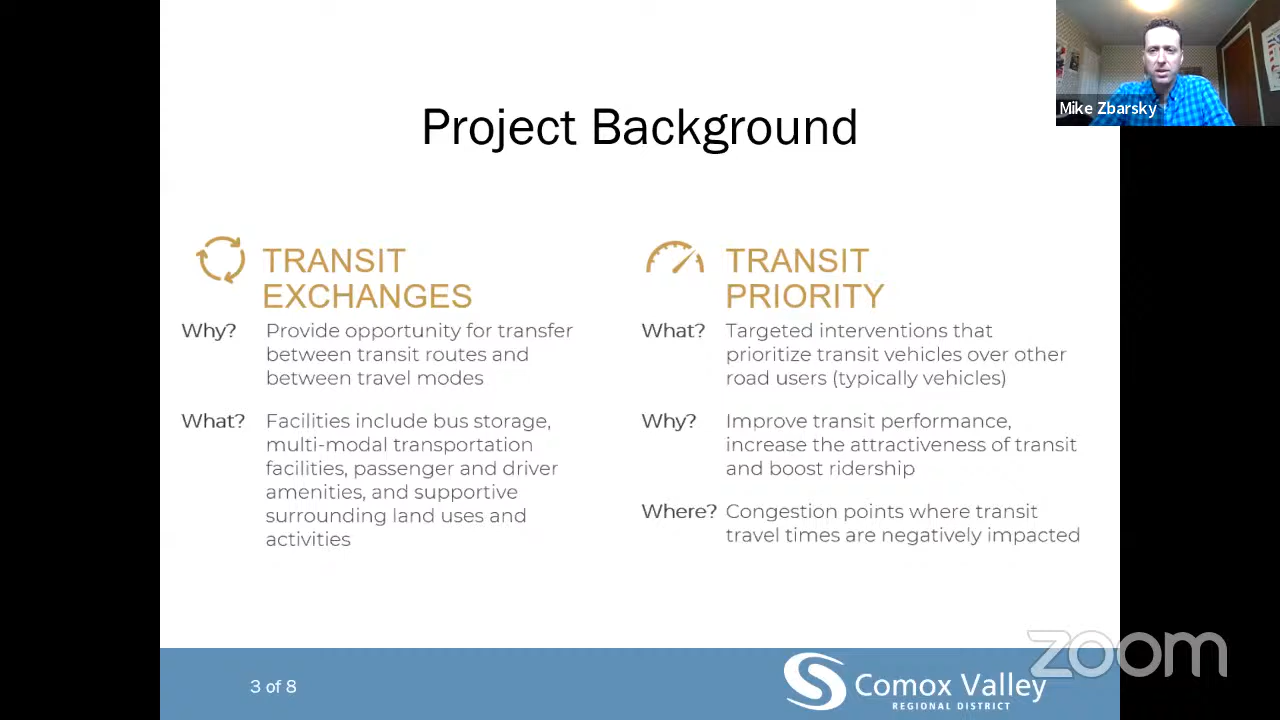 Mike Zbarsky
Project Background
TRANSIT
EXCHANGES
Why? Provide opportunity for transfer
between transit routes and
between travel modes
What? Facilities include bus storage,
multi-modal transportation
facilities, passenger and driver
amenities, and supportive
surrounding land uses and
activities
TRANSIT
PRIORITY
What? Targeted interventions that
prioritize transit vehicles over other
road users (typically vehicles)
Why? Improve transit performance,
increase the attractiveness of transit
and boost ridership
Where? Congestion points where transit
travel times are negatively impacted
3 of 8
Comox Valley
REGIONAL DISTRICT
zoom